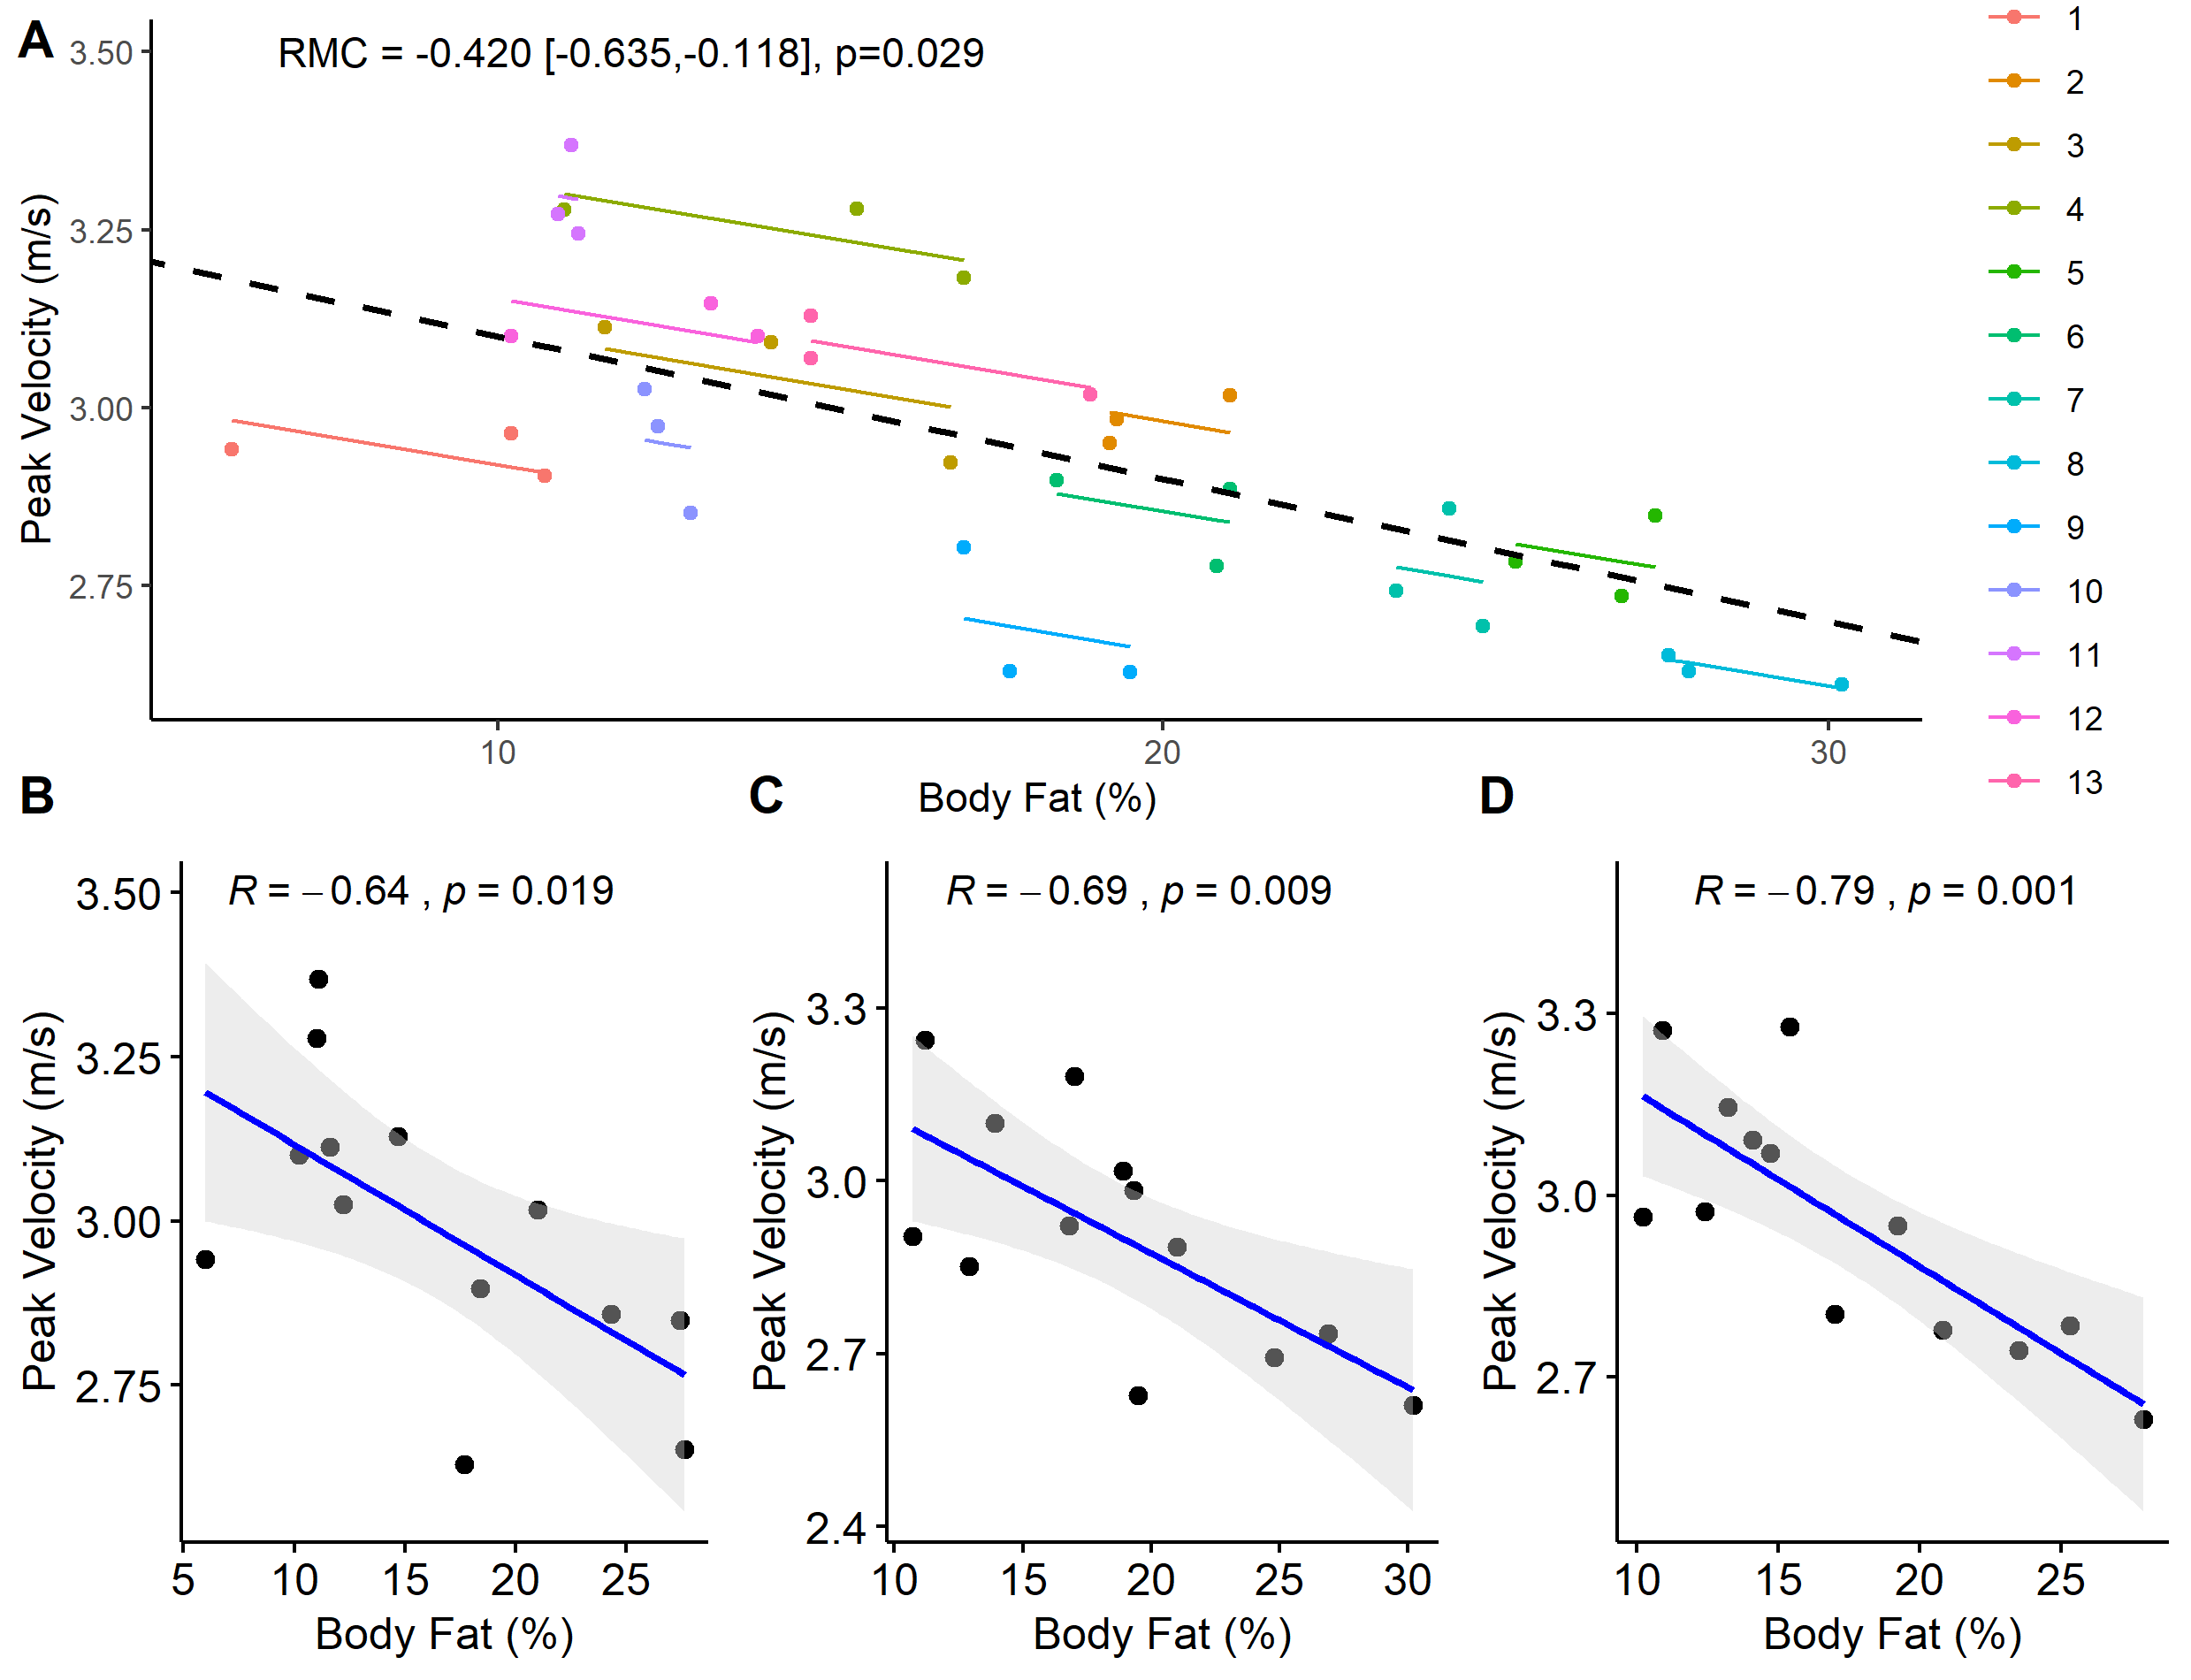 A
RMC = -0.420 [-0.635,-0.118], p=0.029
Peak Velocity (m/s)
3.50
3.25
3.00
2.75
10
20
30
Body Fat (%)
1
2
3
4
5
6
7
8
9
10
11
12
13
B
R = −0.64 , p = 0.019
Peak Velocity (m/s)
3.50
3.25
3.00
2.75
5
10
15
20
25
Body Fat (%)
C
R = −0.69 , p = 0.009
Peak Velocity (m/s)
3.3
3.0
2.7
2.4
10
15
20
25
30
Body Fat (%)
D
R = −0.79 , p = 0.001
Peak Velocity (m/s)
3.3
3.0
2.7
10
15
20
25
Body Fat (%)